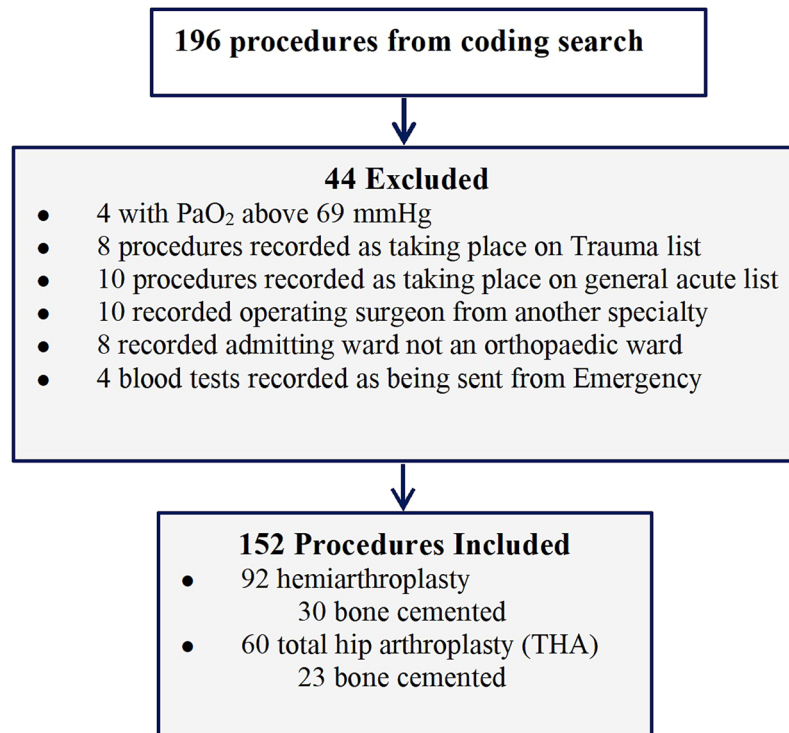 196 procedures from coding search
44 Excluded
● 4 with PaO₂ above 69 mmHg
● 8 procedures recorded as taking place on Trauma list
● 10 procedures recorded as taking place on general acute list
● 10 recorded operating surgeon from another specialty
● 8 recorded admitting ward not an orthopaedic ward
● 4 blood tests recorded as being sent from Emergency
152 Procedures Included
● 92 hemiarthroplasty
30 bone cemented
● 60 total hip arthroplasty (THA)
23 bone cemented